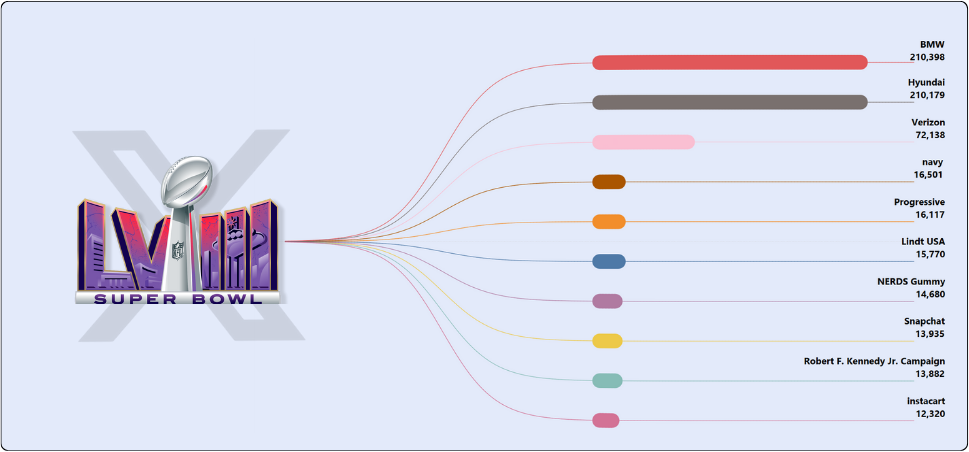 LVIII
SUPER BOWL
NFL
BMW
210,398
Hyundai
210,179
Verizon
72,138
navy
16,501
Progressive
16,117
Lindt USA
15,770
NERDS Gummy
14,680
Snapchat
13,935
Robert F. Kennedy Jr. Campaign
13,882
instacart
12,320